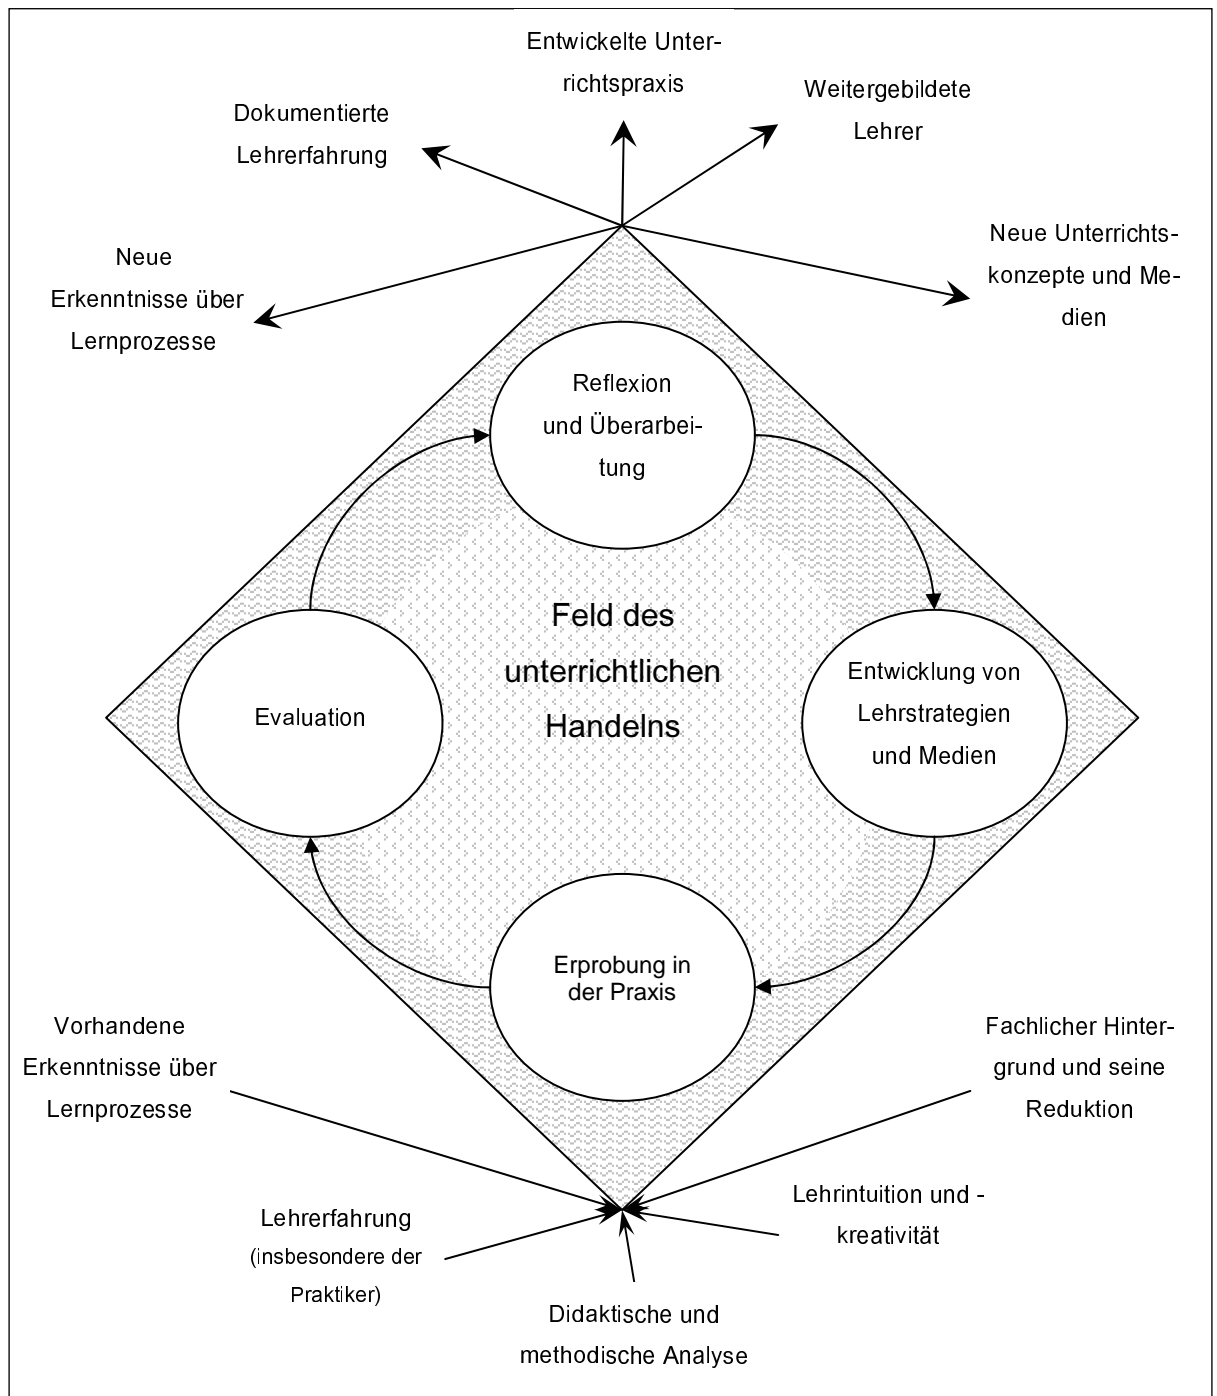 Entwickelte Unter-
richtspraxis
Weitergebildete
Lehrer
Dokumentierte
Lehrerfahrung
Neue Unterrichts-
konzepte und Me-
dien
Neue
Erkenntnisse über
Lernprozesse
Reflexion
und Überarbei-
tung
Feld des
unterrichtlichen
Handelns
Evaluation
Entwicklung von
Lehrstrategien
und Medien
Erprobung in
der Praxis
Vorhandene
Erkenntnisse über
Lernprozesse
Fachlicher Hinter-
grund und seine
Reduktion
Lehrerfahrung
(insbesondere der
Praktiker)
Lehrintuition und -
kreativität
Didaktische und
methodische Analyse